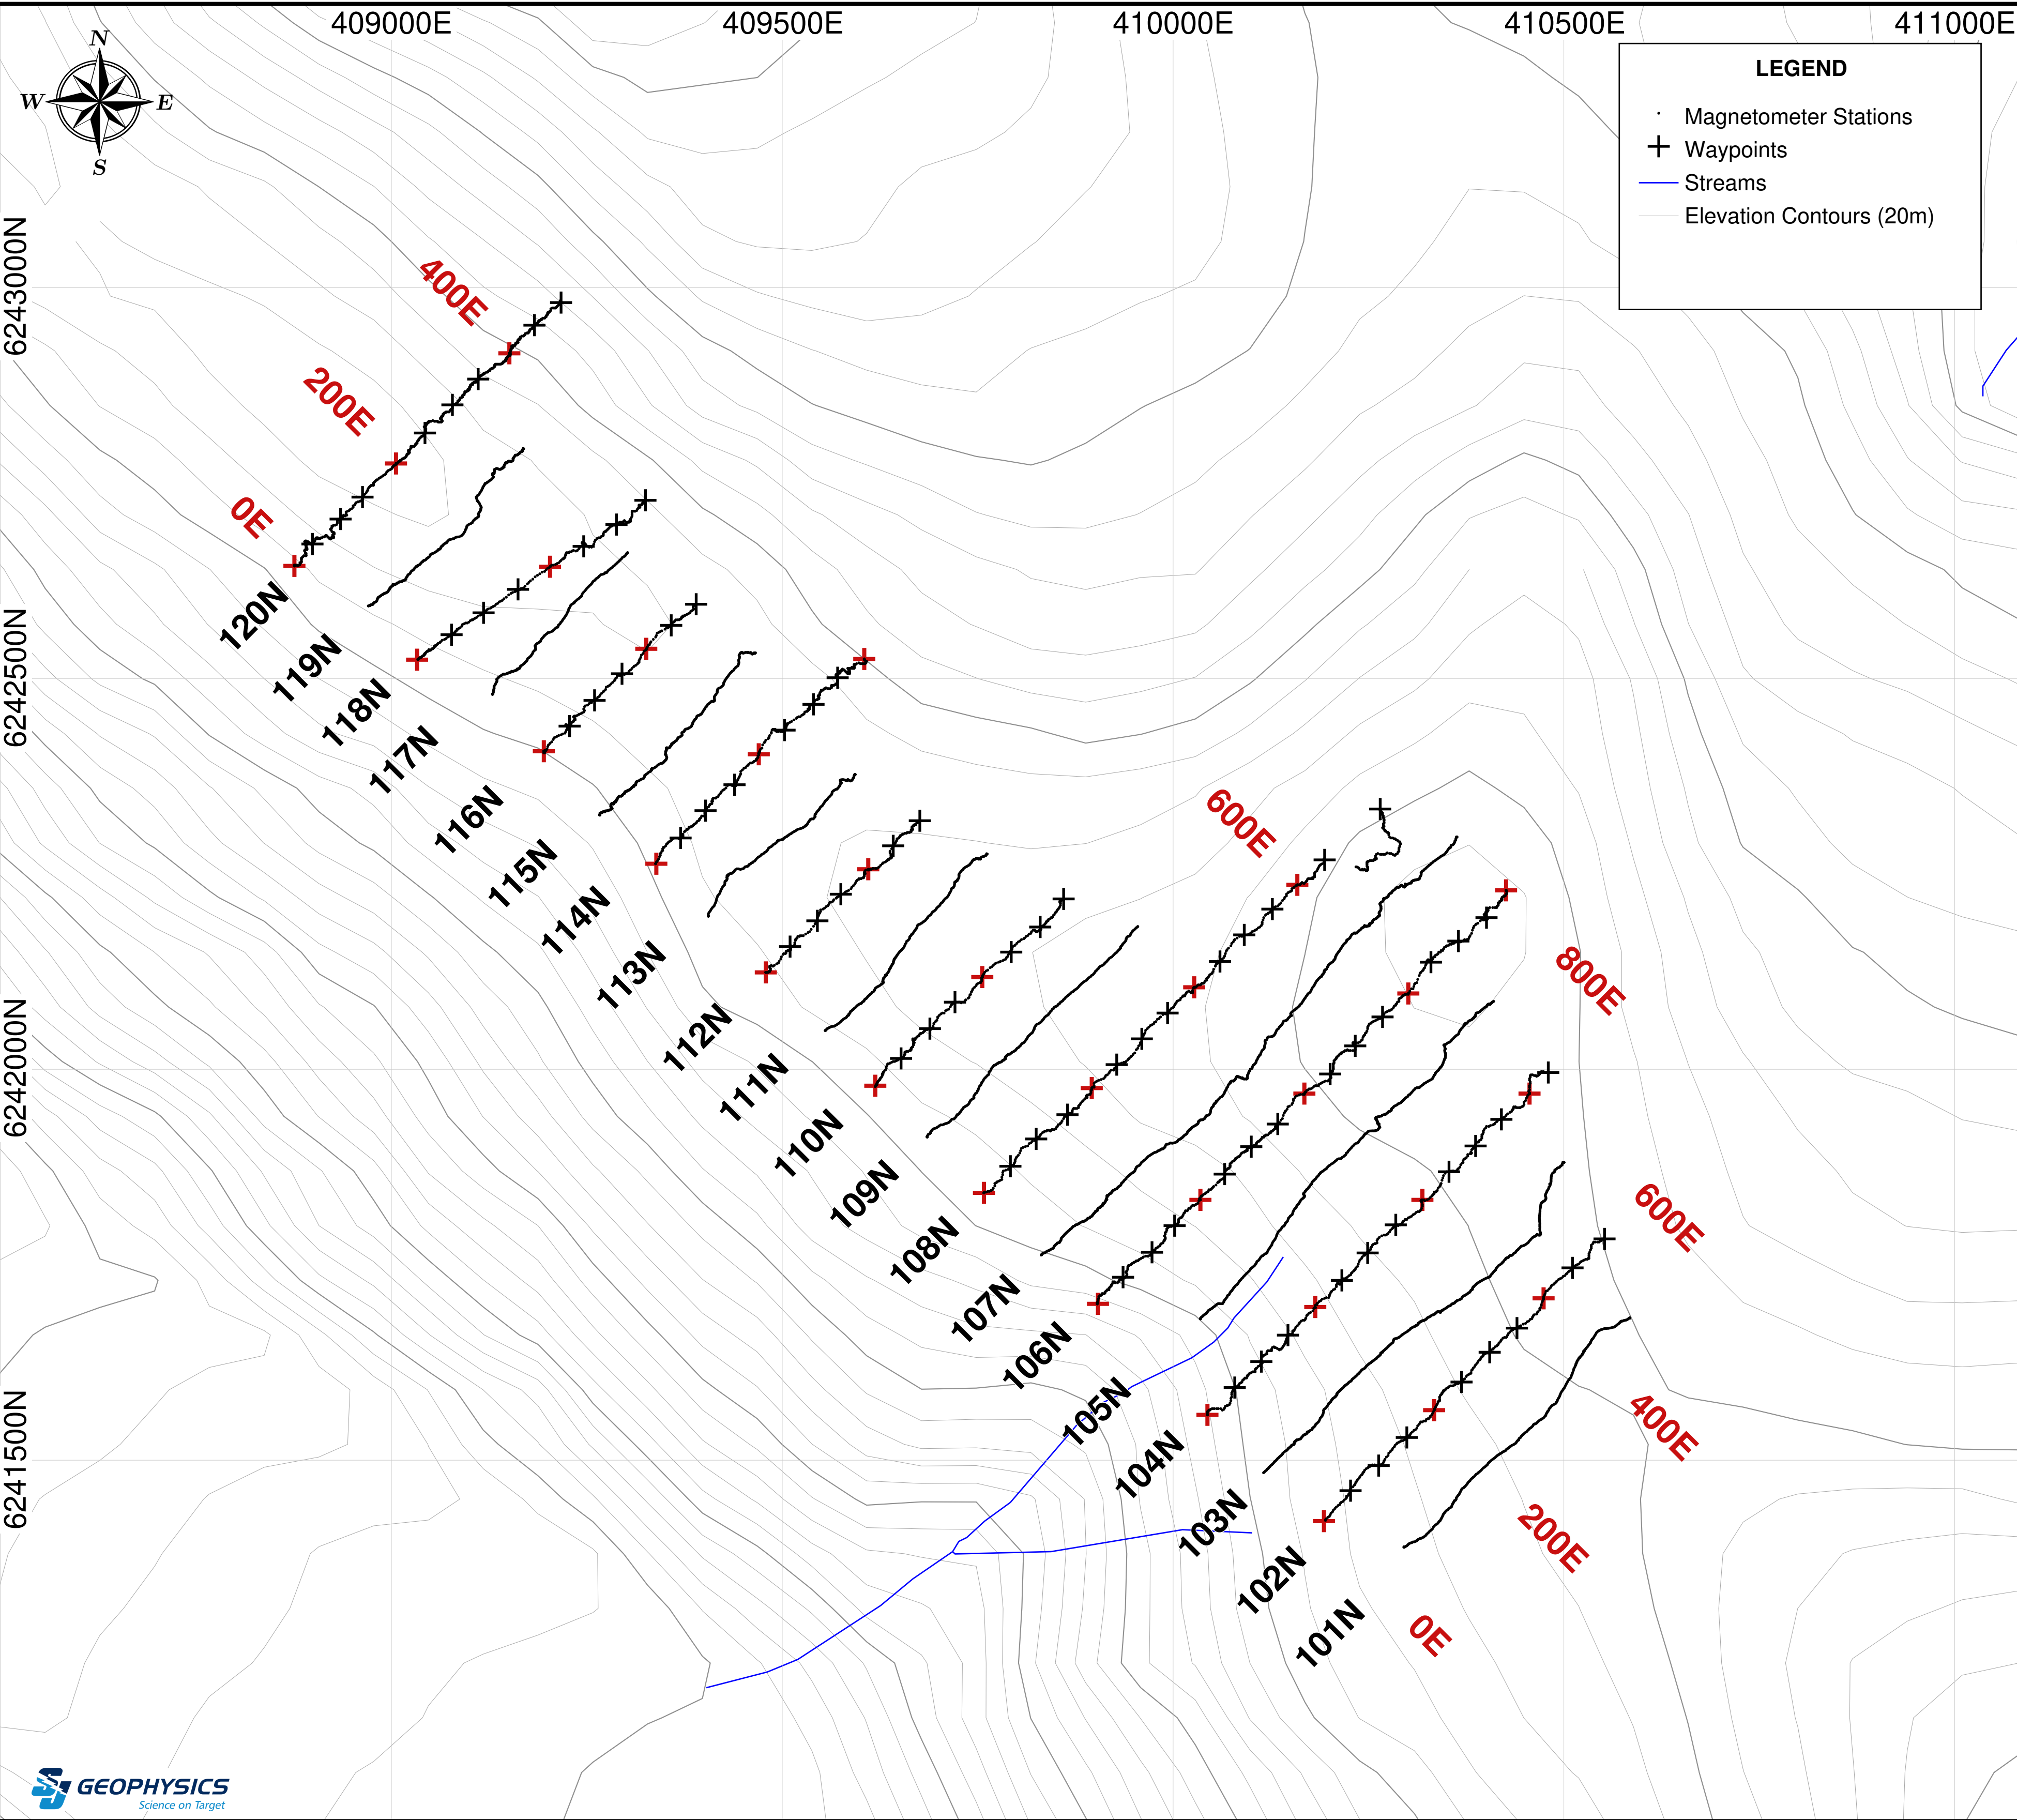 409000E
409500E
410000E
410500E
411000E
N
W
E
S
LEGEND
Magnetometer Stations
Waypoints
Streams
Elevation Contours (20m)
6243000N
6242500N
6242000N
6241500N
400E
200E
0E
120N
119N
118N
117N
116N
115N
114N
113N
112N
111N
110N
109N
108N
107N
106N
105N
104N
103N
102N
101N
600E
800E
600E
400E
200E
0E
GEOPHYSICS
Science on Target